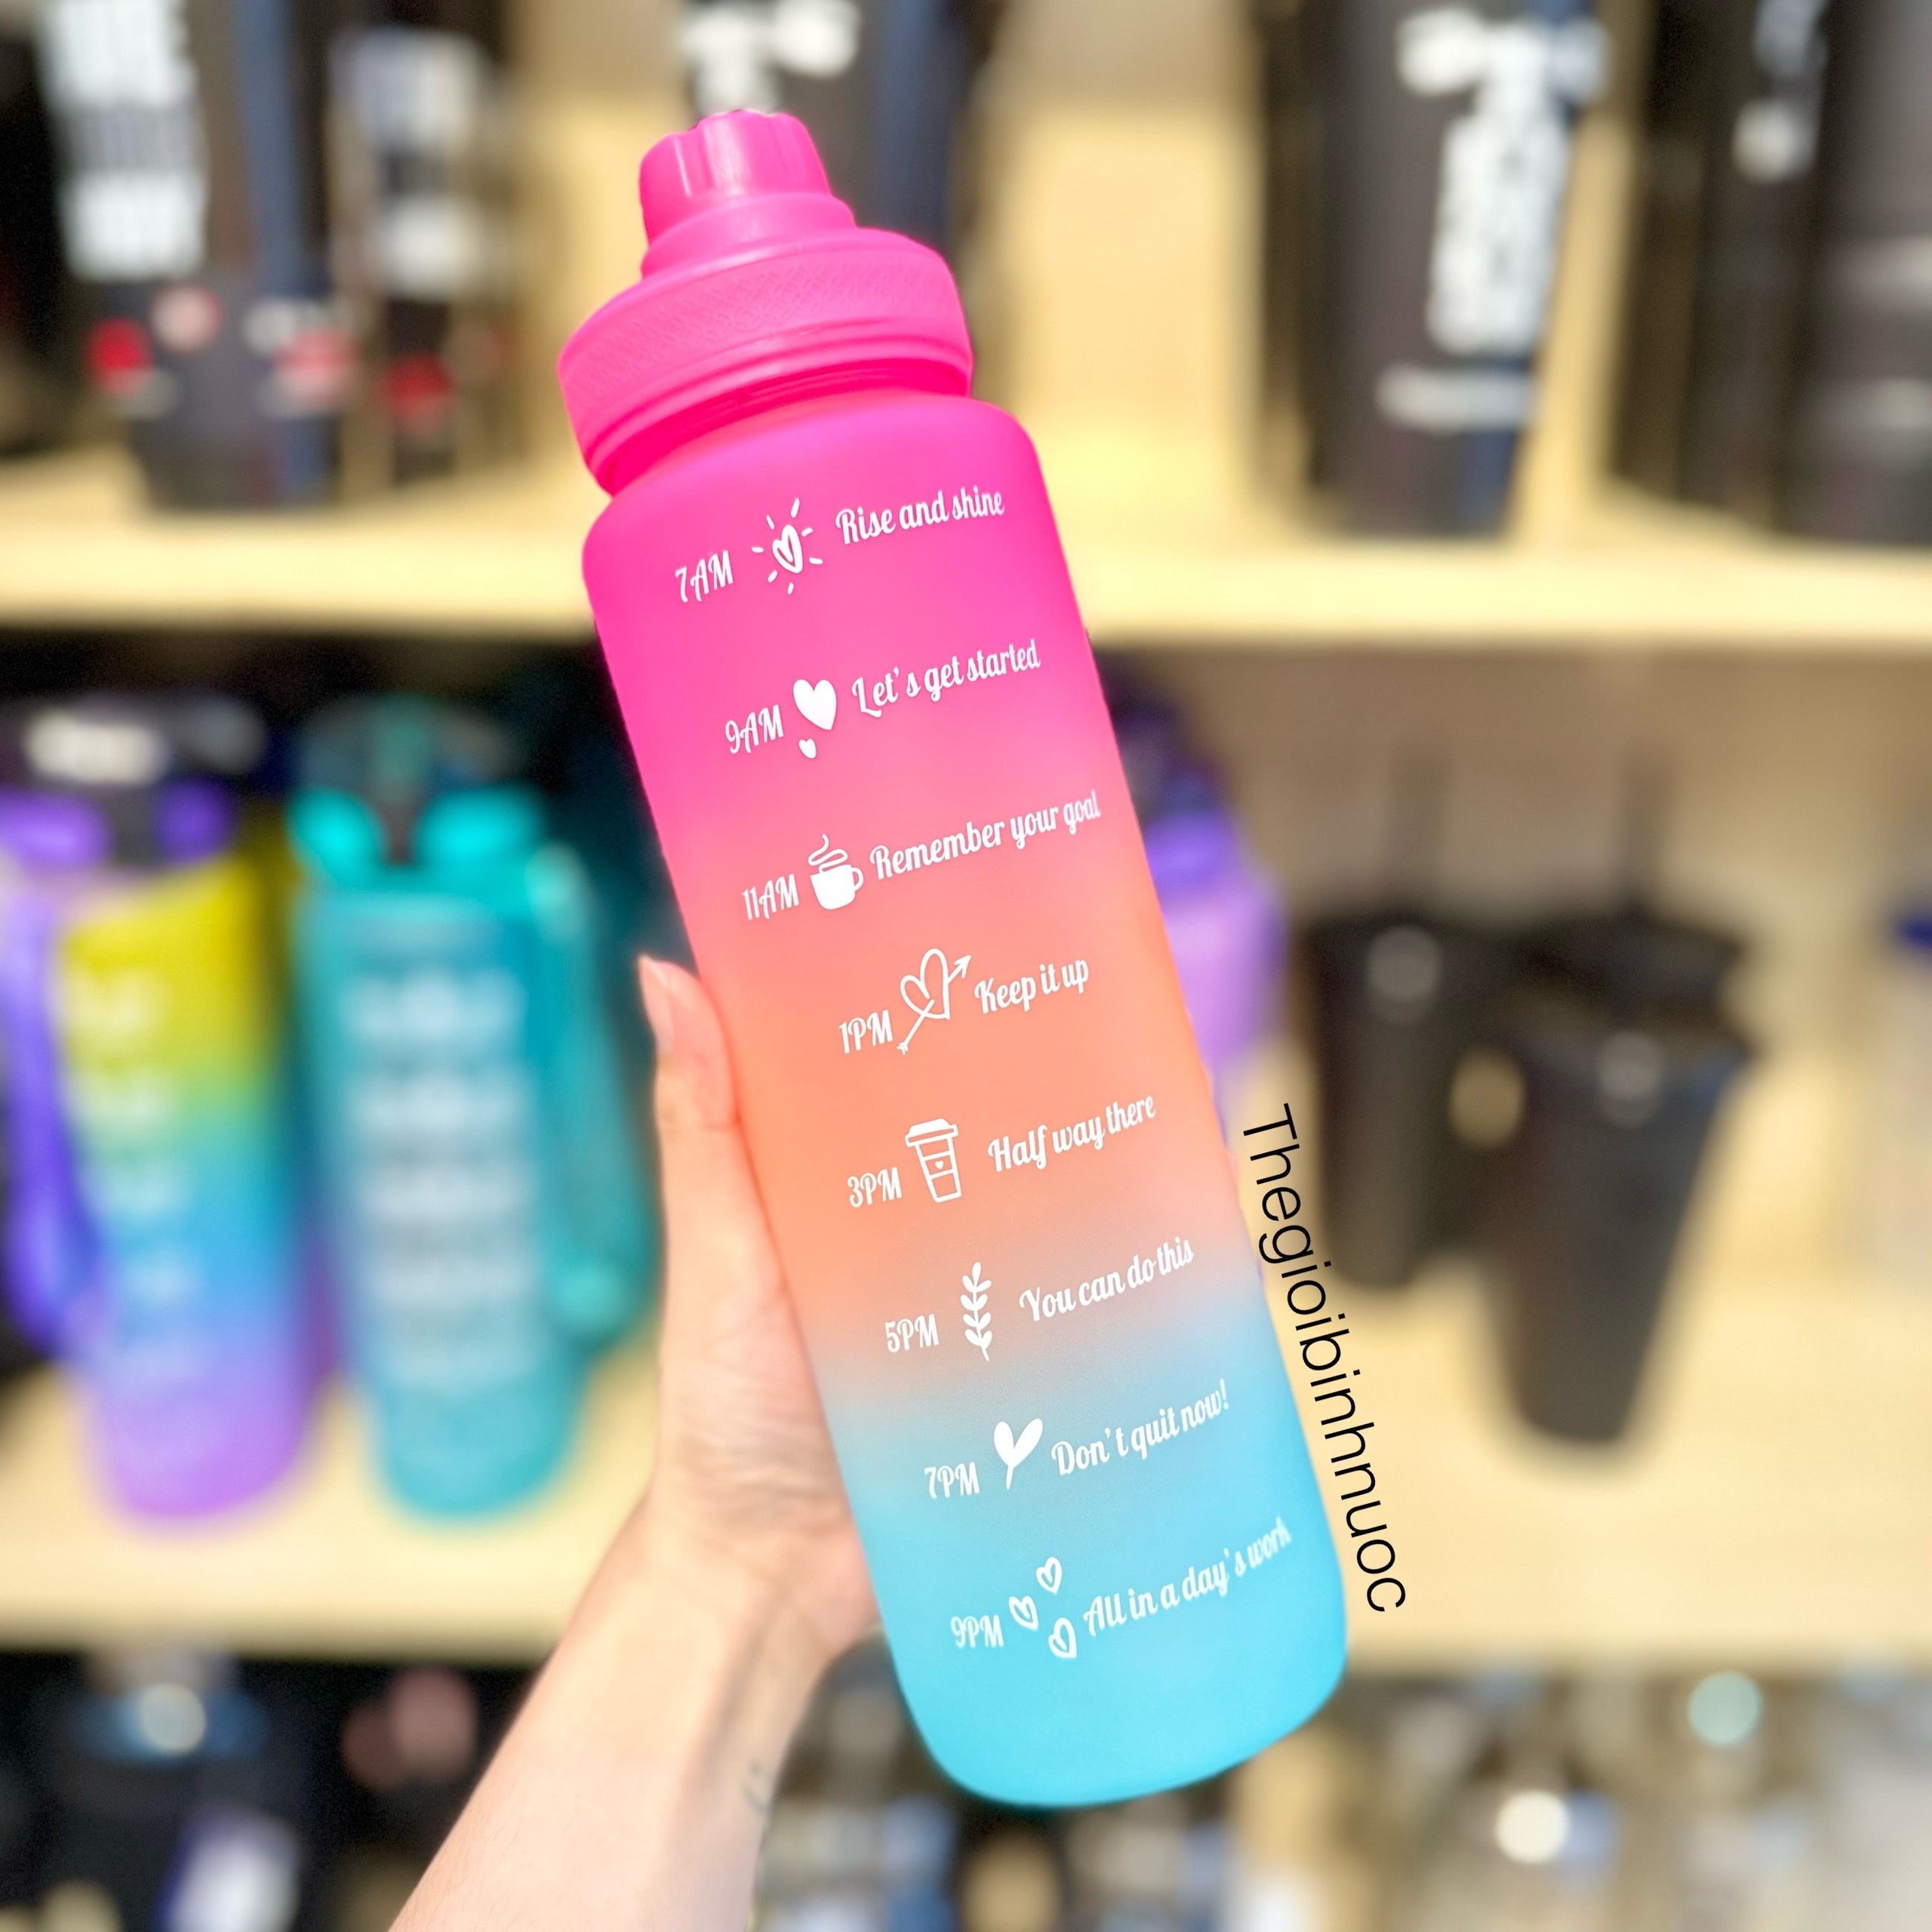 7AM Rise and shine
9AM Let's get started
11AM Remember your goal
1PM Keep it up
3PM Half way there
5PM You can do this
7PM Don't quit now!
9PM All in a day's work
Thegioibinhnuoc